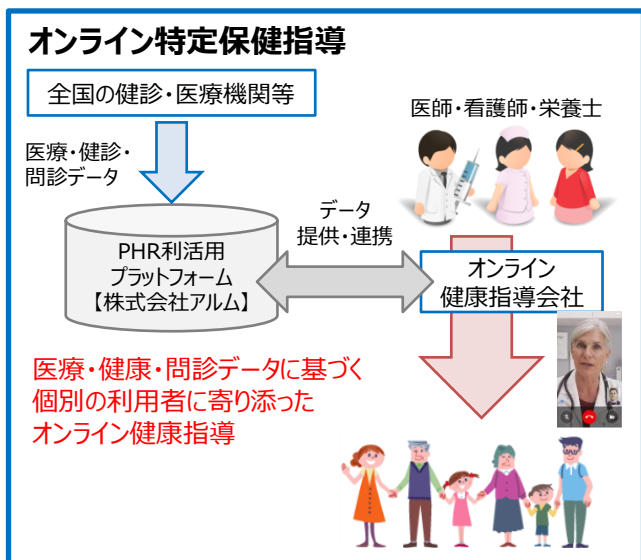 オンライン特定保健指導
全国の健診・医療機関等
医師・看護師・栄養士
医療・健診・
問診データ
データ
提供・連携
PHR利活用
プラットフォーム
【株式会社アルム】
オンライン
健康指導会社
医療・健康・問診データに基づく
個別の利用者に寄り添った
オンライン健康指導